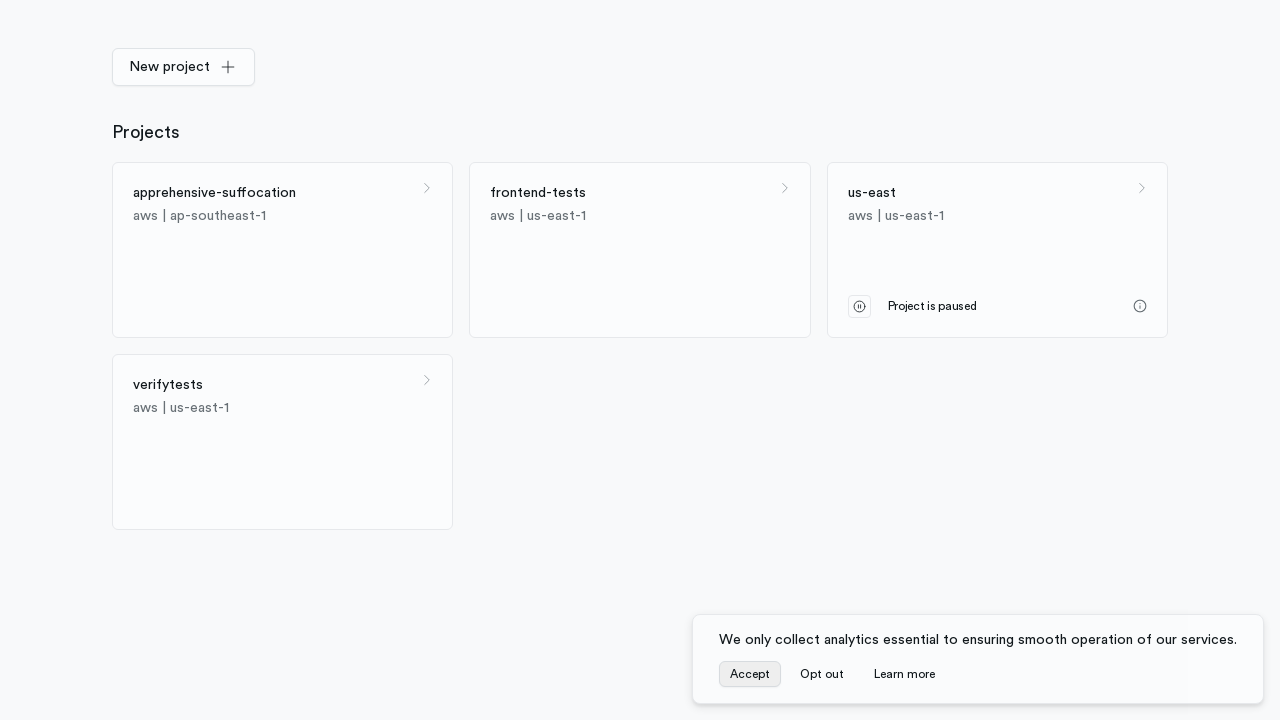 New project
Projects
apprehensive-suffocation
aws | ap-southeast-1
frontend-tests
aws | us-east-1
us-east
aws | us-east-1
Project is paused
verifytests
aws | us-east-1
We only collect analytics essential to ensuring smooth operation of our services.
Accept Opt out Learn more